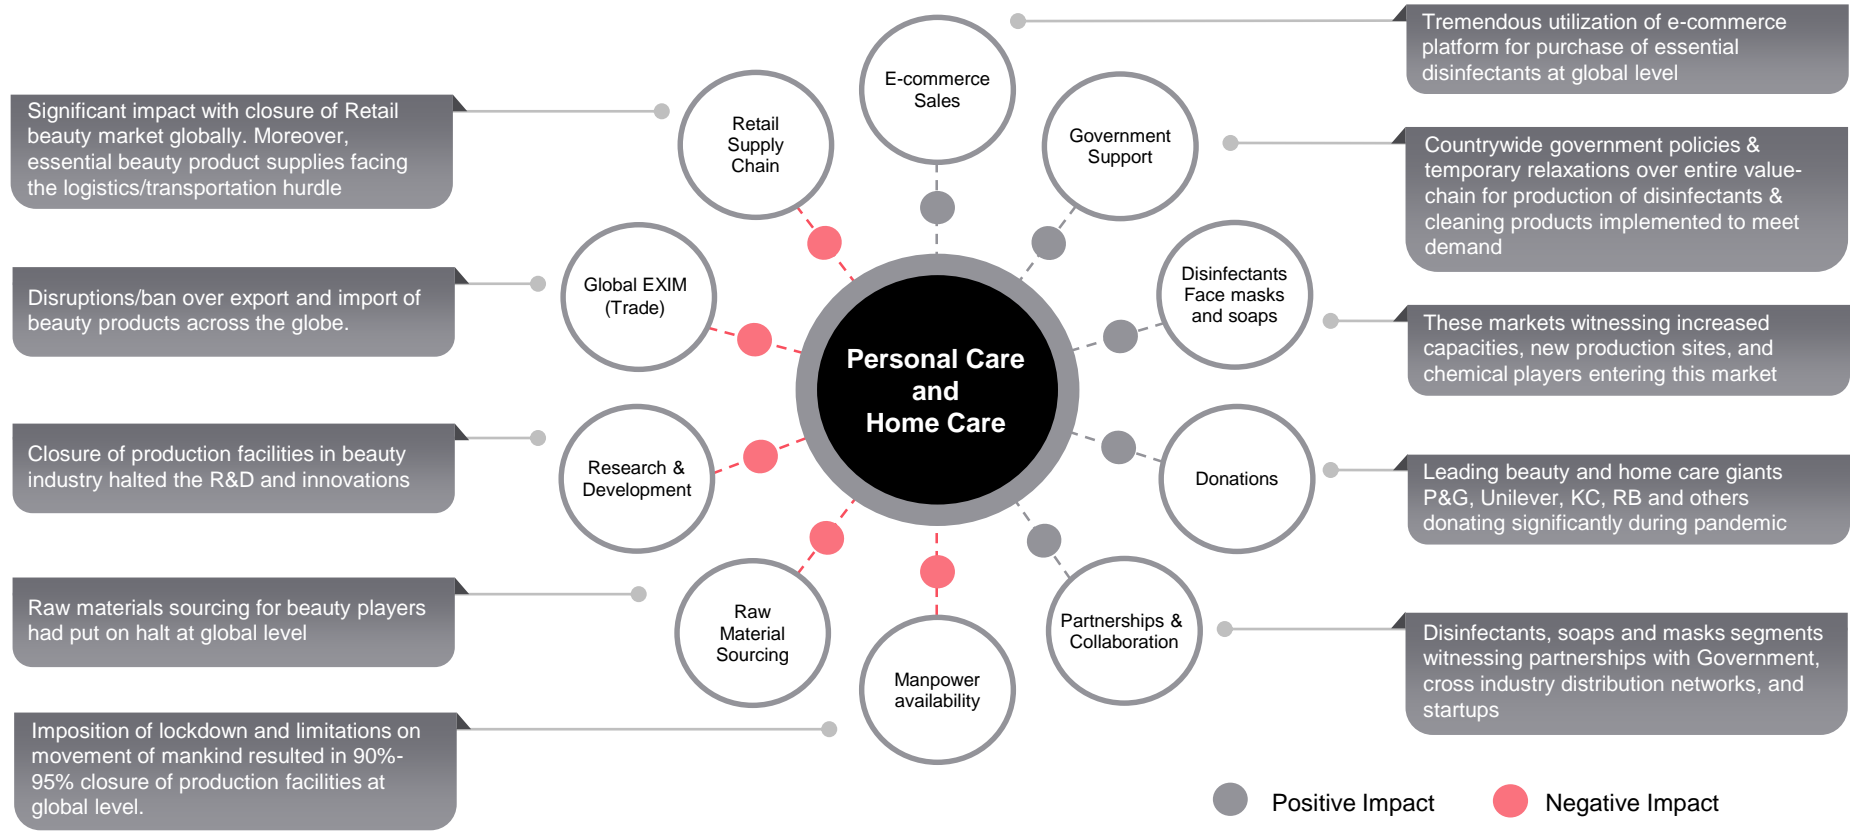 Tremendous utilization of e-commerce
platform for purchase of essential
disinfectants at global level
E-commerce
Sales
Significant impact with closure of Retail
beauty market globally. Moreover,
essential beauty product supplies facing
the logistics/transportation hurdle
Retail
Supply
Chain
Government
Support
Countrywide government policies &
temporary relaxations over entire value-
chain for production of disinfectants &
cleaning products implemented to meet
demand
Disruptions/ban over export and import of
beauty products across the globe.
Global EXIM
(Trade)
Disinfectants
Face masks
and soaps
These markets witnessing increased
capacities, new production sites, and
chemical players entering this market
Personal Care
and
Home Care
Closure of production facilities in beauty
industry halted the R&D and innovations
Research &
Development
Donations
Leading beauty and home care giants
P&G, Unilever, KC, RB and others
donating significantly during pandemic
Raw materials sourcing for beauty players
had put on halt at global level
Raw
Material
Sourcing
Partnerships &
Collaboration
Disinfectants, soaps and masks segments
witnessing partnerships with Government,
cross industry distribution networks, and
startups
Manpower
availability
Imposition of lockdown and limitations on
movement of mankind resulted in 90%-
95% closure of production facilities at
global level.
Positive Impact
Negative Impact